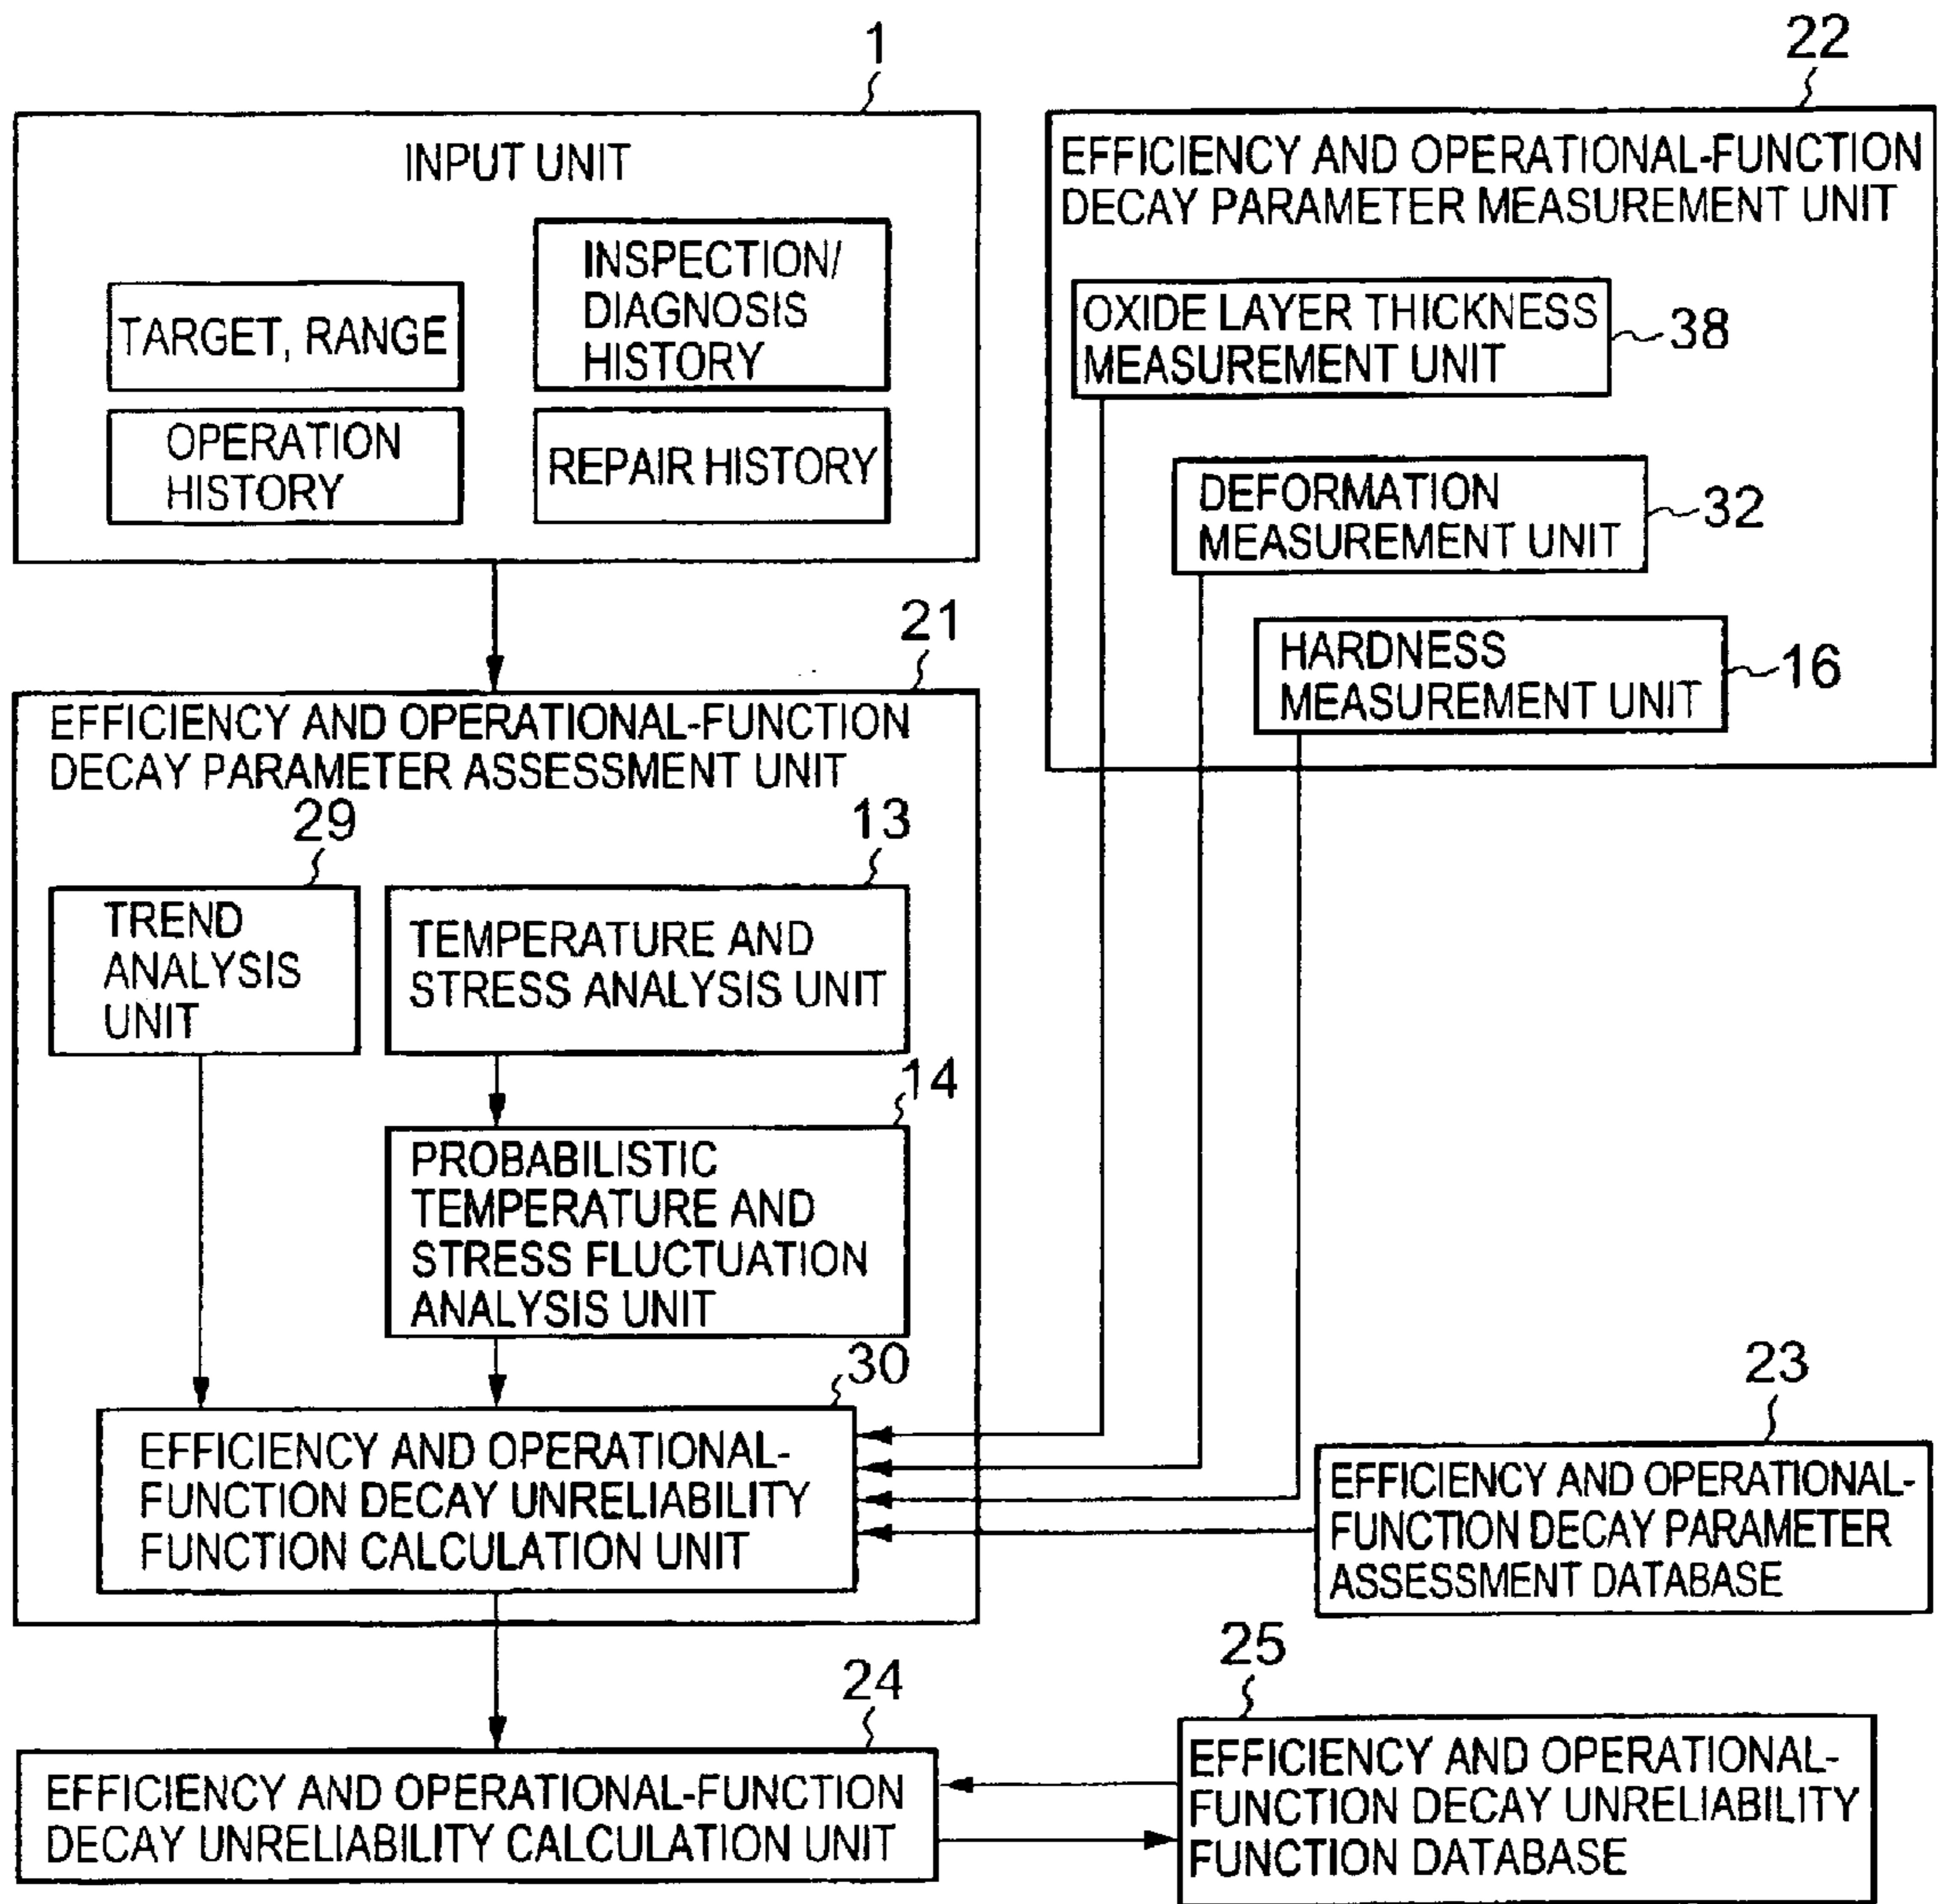 1
INPUT UNIT
TARGET, RANGE
INSPECTION/
DIAGNOSIS
HISTORY
OPERATION
HISTORY
REPAIR HISTORY
22
EFFICIENCY AND OPERATIONAL-FUNCTION
DECAY PARAMETER MEASUREMENT UNIT
OXIDE LAYER THICKNESS
MEASUREMENT UNIT
38
DEFORMATION
MEASUREMENT UNIT
32
HARDNESS
MEASUREMENT UNIT
16
21
EFFICIENCY AND OPERATIONAL-FUNCTION
DECAY PARAMETER ASSESSMENT UNIT
29
TREND
ANALYSIS
UNIT
13
TEMPERATURE AND
STRESS ANALYSIS UNIT
14
PROBABILISTIC
TEMPERATURE AND
STRESS FLUCTUATION
ANALYSIS UNIT
30
EFFICIENCY AND OPERATIONAL-
FUNCTION DECAY UNRELIABILITY
FUNCTION CALCULATION UNIT
23
EFFICIENCY AND OPERATIONAL-
FUNCTION DECAY PARAMETER
ASSESSMENT DATABASE
24
EFFICIENCY AND OPERATIONAL-FUNCTION
DECAY UNRELIABILITY CALCULATION UNIT
25
EFFICIENCY AND OPERATIONAL-
FUNCTION DECAY UNRELIABILITY
FUNCTION DATABASE